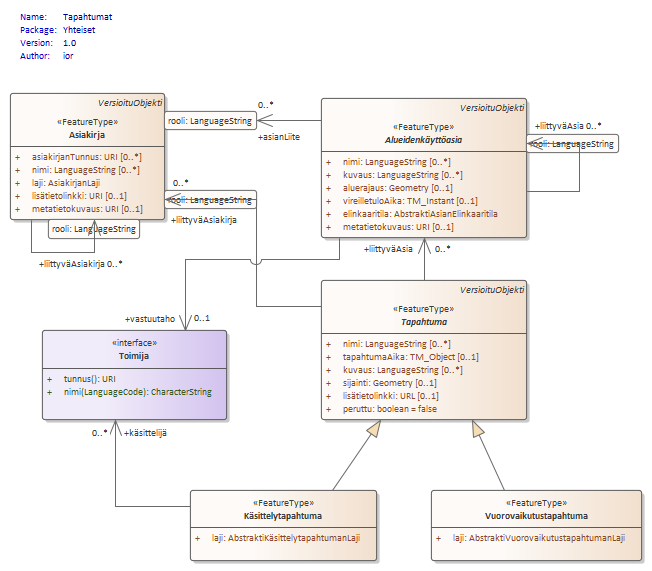 Name: Tapahtumat
Package: Yhteiset
Version: 1.0
Author: ior
VersioituObjekti
«FeatureType»
Asiakirja
+ asiakirjanTunnus: URI [0..*]
+ nimi: LanguageString [0..*]
+ laji: AsiakirjanLaji
+ lisätietolinkki: URI [0..1]
+ metatietokuvaus: URI [0..1]
rooli: LanguageString
+liittyväAsiakirja 0..*
rooli: LanguageString
0..*
+asianLiite
0..*
rooli: LanguageString
+liittyväAsiakirja
VersioituObjekti
«FeatureType»
Alueidenkäyttöasia
+ nimi: LanguageString [0..*]
+ kuvaus: LanguageString [0..*]
+ aluerajaus: Geometry [0..1]
+ vireilletuloAika: TM_Instant [0..1]
+ elinkaaritila: AbstraktiAsianElinkaaritila
+ metatietokuvaus: URI [0..1]
+liittyväAsia 0..*
rooli: LanguageString
+liittyväAsia 0..*
+vastuutaho 0..1
«interface»
Toimija
+ tunnus(): URI
+ nimi(LanguageCode): CharacterString
0..* +käsittelijä
VersioituObjekti
«FeatureType»
Tapahtuma
+ nimi: LanguageString [0..*]
+ tapahtumaAika: TM_Object [0..1]
+ kuvaus: LanguageString [0..*]
+ sijainti: Geometry [0..1]
+ lisätietolinkki: URL [0..1]
+ peruttu: boolean = false
«FeatureType»
Käsittelytapahtuma
+ laji: AbstraktiKäsittelytapahtumanLaji
«FeatureType»
Vuorovaikutustapahtuma
+ laji: AbstraktiVuorovaikutustapahtumanLaji